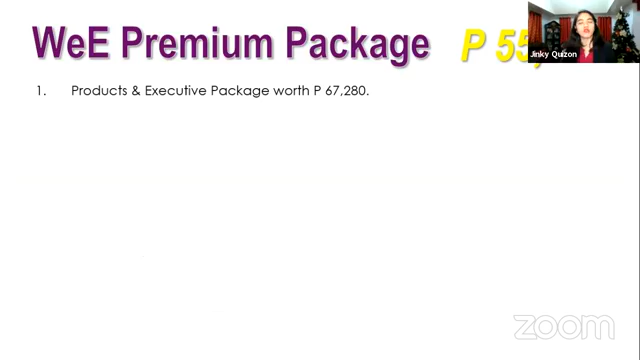 WeE Premium Package P 55,
Jinky Quizon
1. Products & Executive Package worth P 67,280.
zoom